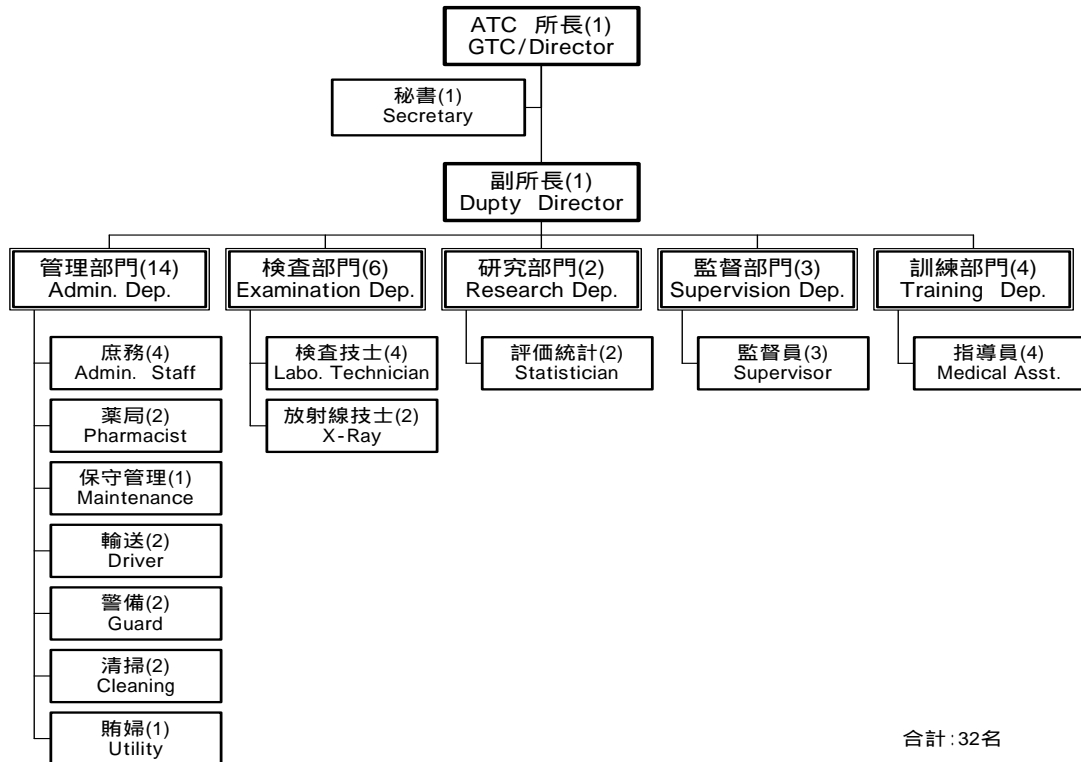 ATC 所長(1)
GTC/Director
秘書(1)
Secretary
副所長(1)
Dupty Director
管理部門(14)
Admin. Dep.
検査部門(6)
Examination Dep.
研究部門(2)
Research Dep.
監督部門(3)
Supervision Dep.
訓練部門(4)
Training Dep.
庶務(4)
Admin. Staff
検査技士(4)
Labo. Technician
評価統計(2)
Statistician
監督員(3)
Supervisor
指導員(4)
Medical Asst.
薬局(2)
Pharmacist
放射線技士(2)
X-Ray
保守管理(1)
Maintenance
輸送(2)
Driver
警備(2)
Guard
清掃(2)
Cleaning
賄婦(1)
Utility
合計:32名